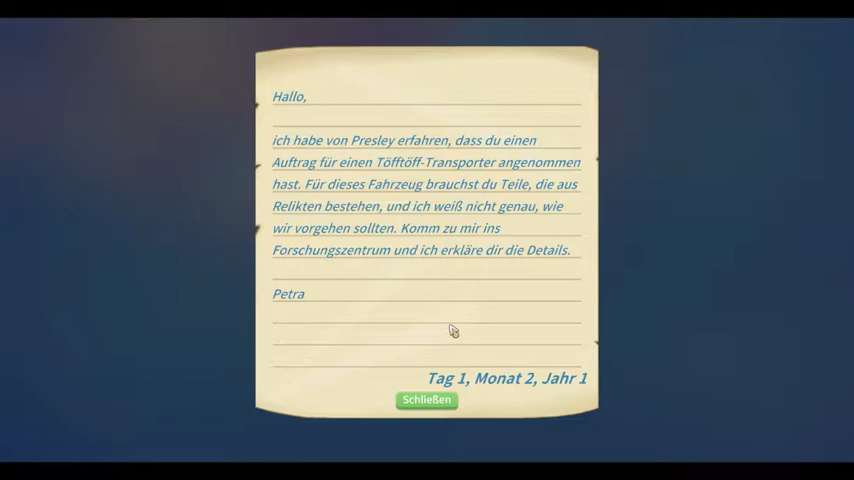 Hallo,
ich habe von Presley erfahren, dass du einen
Auftrag für einen Töfftöff-Transporter angenommen
hast. Für dieses Fahrzeug brauchst du Teile, die aus
Relikten bestehen, und ich weiß nicht genau, wie
wir vorgehen sollten. Komm zu mir ins
Forschungszentrum und ich erkläre dir die Details.
Petra
Tag 1, Monat 2, Jahr 1
Schließen